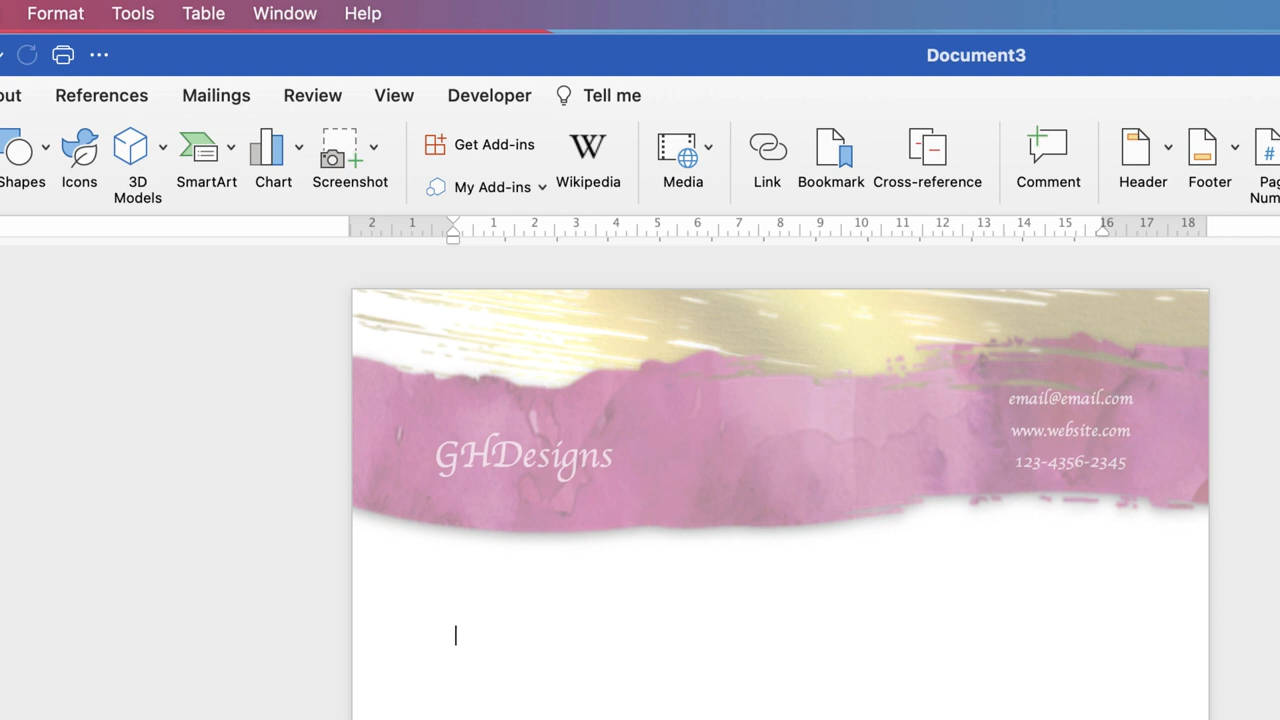 Format Tools Table Window Help
Document3
out References Mailings Review View Developer Tell me
Shapes Icons 3D Models SmartArt Chart Screenshot Get Add-ins My Add-ins Wikipedia Media Link Bookmark Cross-reference Comment Header Footer Pag Num
2 1 1 2 3 4 5 6 7 8 9 10 11 12 13 14 15 16 17 18
email@email.com
www.website.com
GHDesigns
123-4356-2345